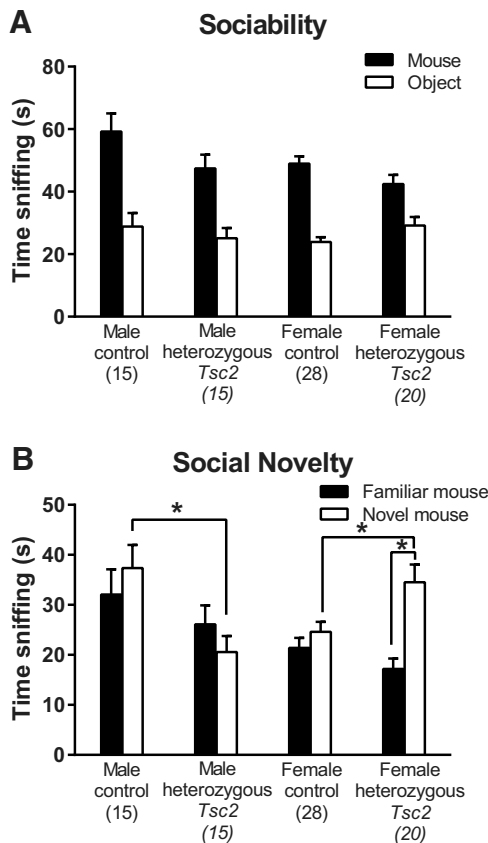 A
Sociability
Mouse
Object
Time sniffing (s)
80
60
40
20
0
Male control (15)
Male heterozygous Tsc2 (15)
Female control (28)
Female heterozygous Tsc2 (20)
B
Social Novelty
Familiar mouse
Novel mouse
Time sniffing (s)
50
40
30
20
10
0
*
*
*
Male control (15)
Male heterozygous Tsc2 (15)
Female control (28)
Female heterozygous Tsc2 (20)